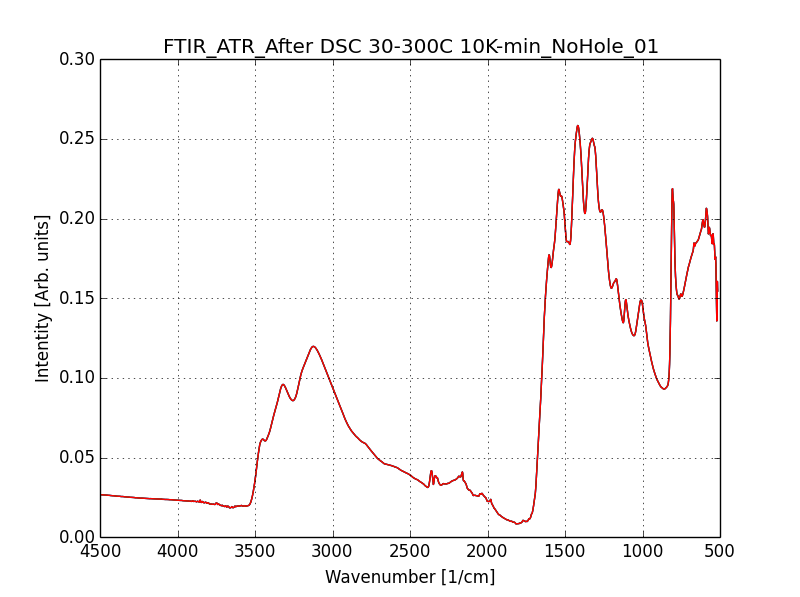 FTIR_ATR_After DSC 30-300C 10K-min_NoHole_01
0.30
0.25
0.20
0.15
0.10
0.05
0.00
Intentity [Arb. units]
4500 4000 3500 3000 2500 2000 1500 1000 500
Wavenumber [1/cm]